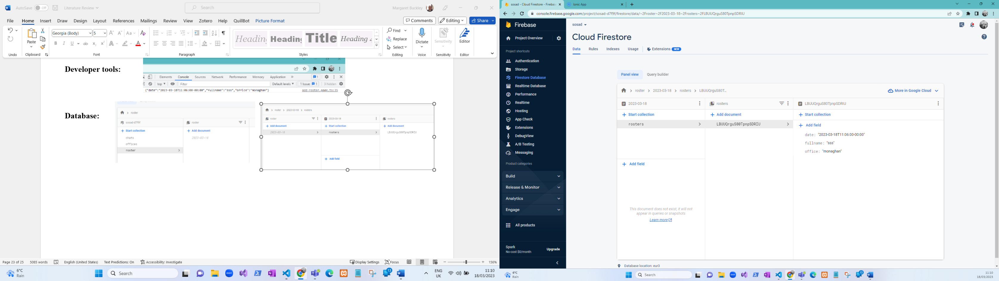 AutoSave Off Literature Review Search Margaret Buckley
File Home Insert Draw Design Layout References Mailings Review View Zotero Help QuillBot Picture Format Comments Editing Share
Paste Georgia (Body) 5 Aa Heading Heading Title Heading 4 Find Replace Select Dictate Sensitivity Editor
Undo Clipboard Font Paragraph Styles Editing Voice Sensitivity Editor
Developer tools:
Elements Console Sources Network Performance Memory Application 1
top Filter Default levels 1 Issue: 1 3 hidden
{"date":"2023-03-18T11:06:00-00:00","fullname":"sss","office":"monaghan"} add-roster.page.ts:35
Database:
roster
sosad-d7f9f roster
Start collection Add document
chats 2023-03-18
offices
roster
roster 2023-03-18 rosters
roster 2023-03-18 rosters
Add document Start collection Add document
2023-03-18 rosters LBUUQrguS80TpnpSDRIU
Add field
Page 23 of 25 5085 words English (United States) Text Predictions: On Accessibility: Investigate Display Settings Focus 156%
6°C
Rain
Search
13
ENG
UK
11:10
18/03/2023
sosad - Cloud Firestore - Firebase Ionic App
console.firebase.google.com/project/sosad-d7f9f/firestore/data/~2Froster~2F2023-03-18~2Frosters~2FLBUUQrguS80TpnpSDRIU
Firebase
Project Overview
Project shortcuts
Authentication
Storage
Firestore Database
Realtime Database
Performance
Realtime
Hosting
App Check
Extensions
DebugView
A/B Testing
Messaging
Product categories
Build
Release & Monitor
Analytics
Engage
All products
Spark
No-cost $0/month
Upgrade
sosad
Cloud Firestore
Data Rules Indexes Usage Extensions NEW
Panel view Query builder
roster 2023-03-18 rosters LBUUQrguS80T... More in Google Cloud
2023-03-18 rosters LBUUQrguS80TpnpSDRIU
Start collection Add document Start collection
rosters LBUUQrguS80TpnpSDRIU Add field
date: "2023-03-18T11:06:00-00:00"
fullname: "sss"
office: "monaghan"
Add field
This document does not exist, it will not
appear in queries or snapshots
Learn more
Database location: eur3
6°C
Rain
Search
13
11:10
18/03/2023